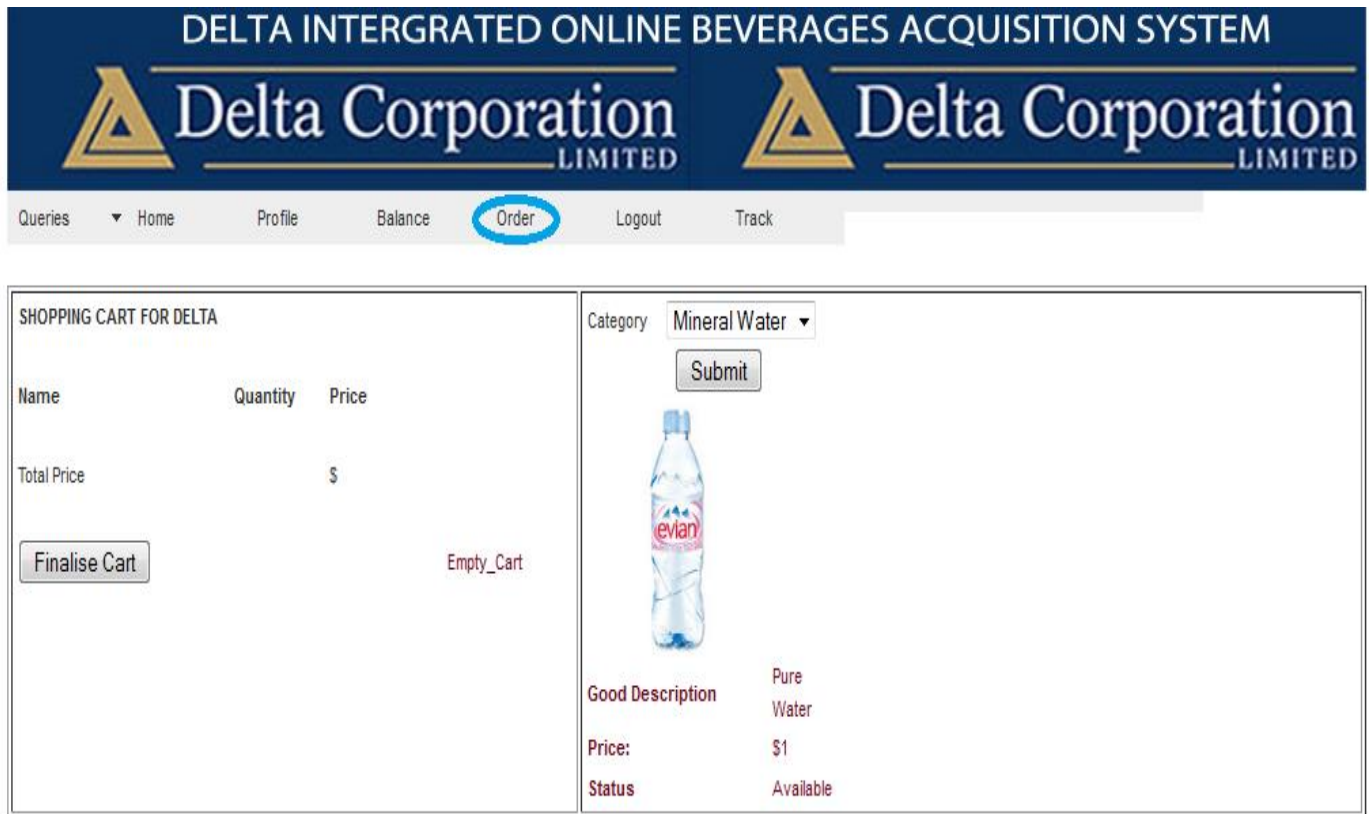 DELTA INTERGRATED ONLINE BEVERAGES ACQUISITION SYSTEM
Delta Corporation
LIMITED
Delta Corporation
LIMITED
Queries ▼ Home Profile Balance Order Logout Track
SHOPPING CART FOR DELTA
Name Quantity Price
Total Price $
Finalise Cart Empty_Cart
Category Mineral Water ▼
Submit
evian
Good Description Pure Water
Price: $1
Status Available